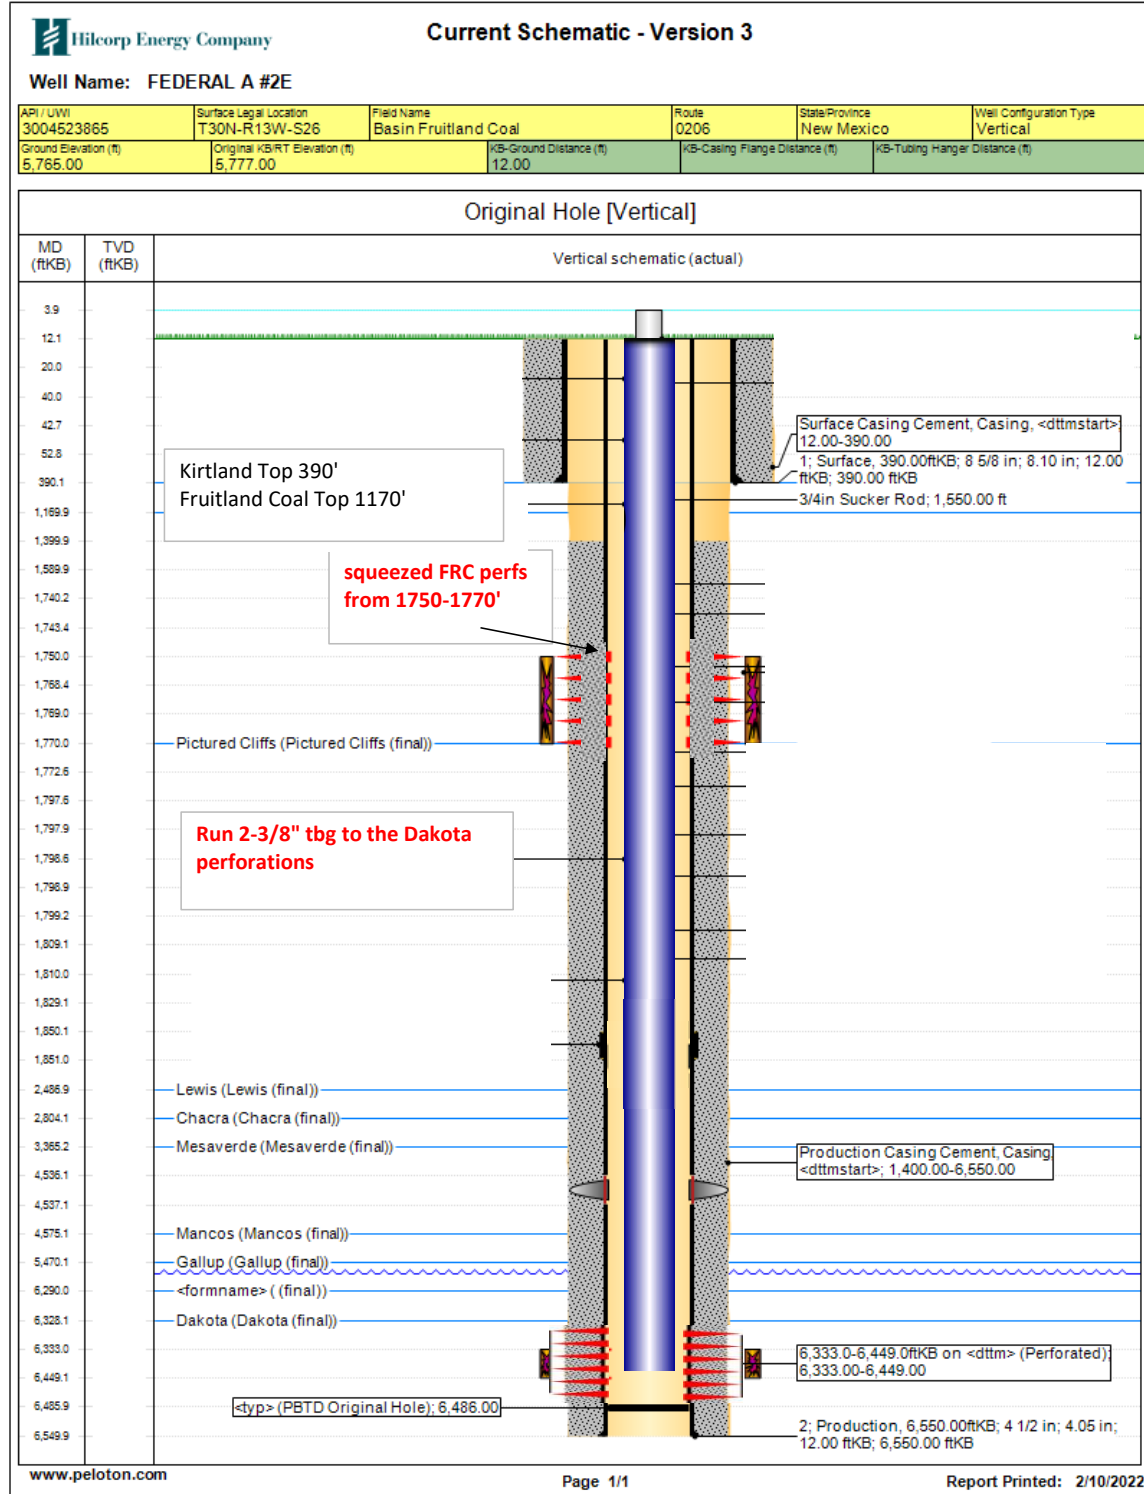 Hilcorp Energy Company
Current Schematic - Version 3
Well Name: FEDERAL A #2E
API / UWI
3004523865
Surface Legal Location
T30N-R13W-S26
Field Name
Basin Fruitland Coal
Route
0206
State/Province
New Mexico
Well Configuration Type
Vertical
Ground Elevation (ft)
5,765.00
Original KB/RT Elevation (ft)
5,777.00
KB-Ground Distance (ft)
12.00
KB-Casing Flange Distance (ft)
KB-Tubing Hanger Distance (ft)
Original Hole [Vertical]
MD
(ftKB)
TVD
(ftKB)
Vertical schematic (actual)
3.9
12.1
20.0
40.0
42.7
Surface Casing Cement, Casing, <dttmstart>;
12.00-390.00
52.8
1; Surface, 390.00ftKB; 8 5/8 in; 8.10 in; 12.00
ftKB; 390.00 ftKB
Kirtland Top 390'
Fruitland Coal Top 1170'
390.1
3/4in Sucker Rod; 1,550.00 ft
1,169.9
1,399.9
squeezed FRC perfs
from 1750-1770'
1,589.9
1,740.2
1,743.4
1,750.0
1,768.4
1,769.0
1,770.0
Pictured Cliffs (Pictured Cliffs (final))
1,772.6
1,797.6
1,797.9
Run 2-3/8" tbg to the Dakota
perforations
1,798.6
1,798.9
1,799.2
1,809.1
1,810.0
1,829.1
1,850.1
1,851.0
2,486.9
Lewis (Lewis (final))
2,804.1
Chacra (Chacra (final))
3,365.2
Mesaverde (Mesaverde (final))
Production Casing Cement, Casing,
<dttmstart>; 1,400.00-6,550.00
4,536.1
4,537.1
4,575.1
Mancos (Mancos (final))
5,470.1
Gallup (Gallup (final))
6,290.0
<formname> ( (final))
6,328.1
Dakota (Dakota (final))
6,333.0
6,333.0-6,449.0ftKB on <dttm> (Perforated);
6,333.00-6,449.00
6,449.1
6,485.9
<typ> (PBTD Original Hole); 6,486.00
6,549.9
2; Production, 6,550.00ftKB; 4 1/2 in; 4.05 in;
12.00 ftKB; 6,550.00 ftKB
www.peloton.com
Page 1/1
Report Printed: 2/10/2022